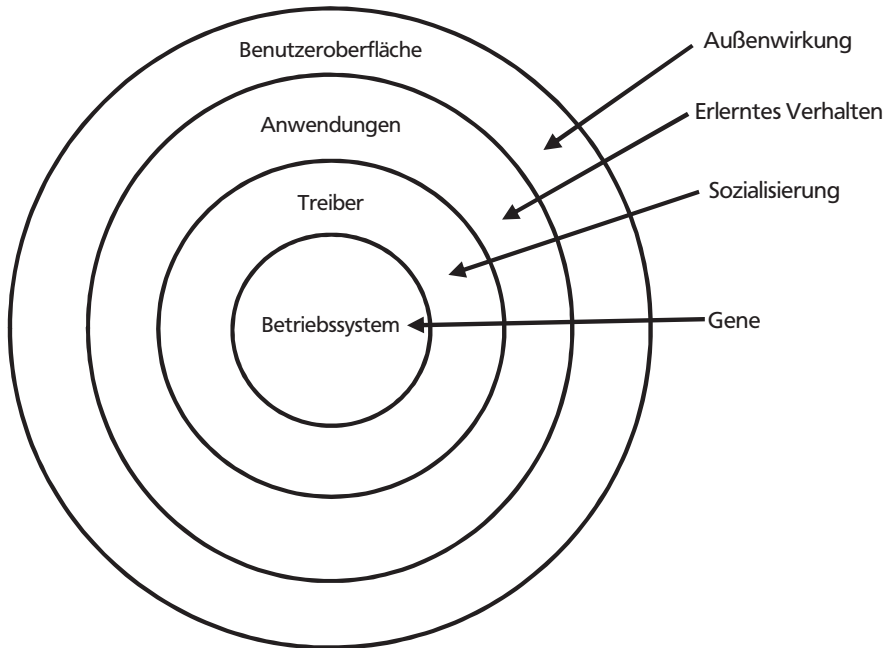 Benutzeroberfläche
Außenwirkung
Anwendungen
Erlerntes Verhalten
Treiber
Sozialisierung
Betriebssystem
Gene